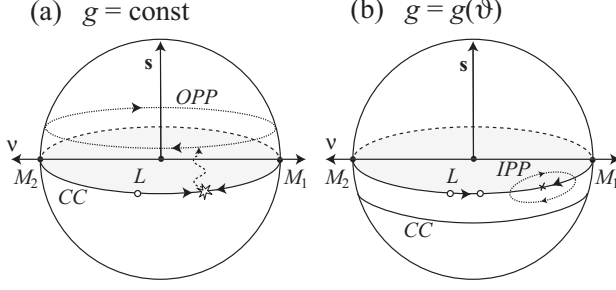 (a) g = const
(b) g = g(ϑ)
s
OPP
ν
M2
CC
L
M1
s
ν
M2
L
IPP
M1
CC